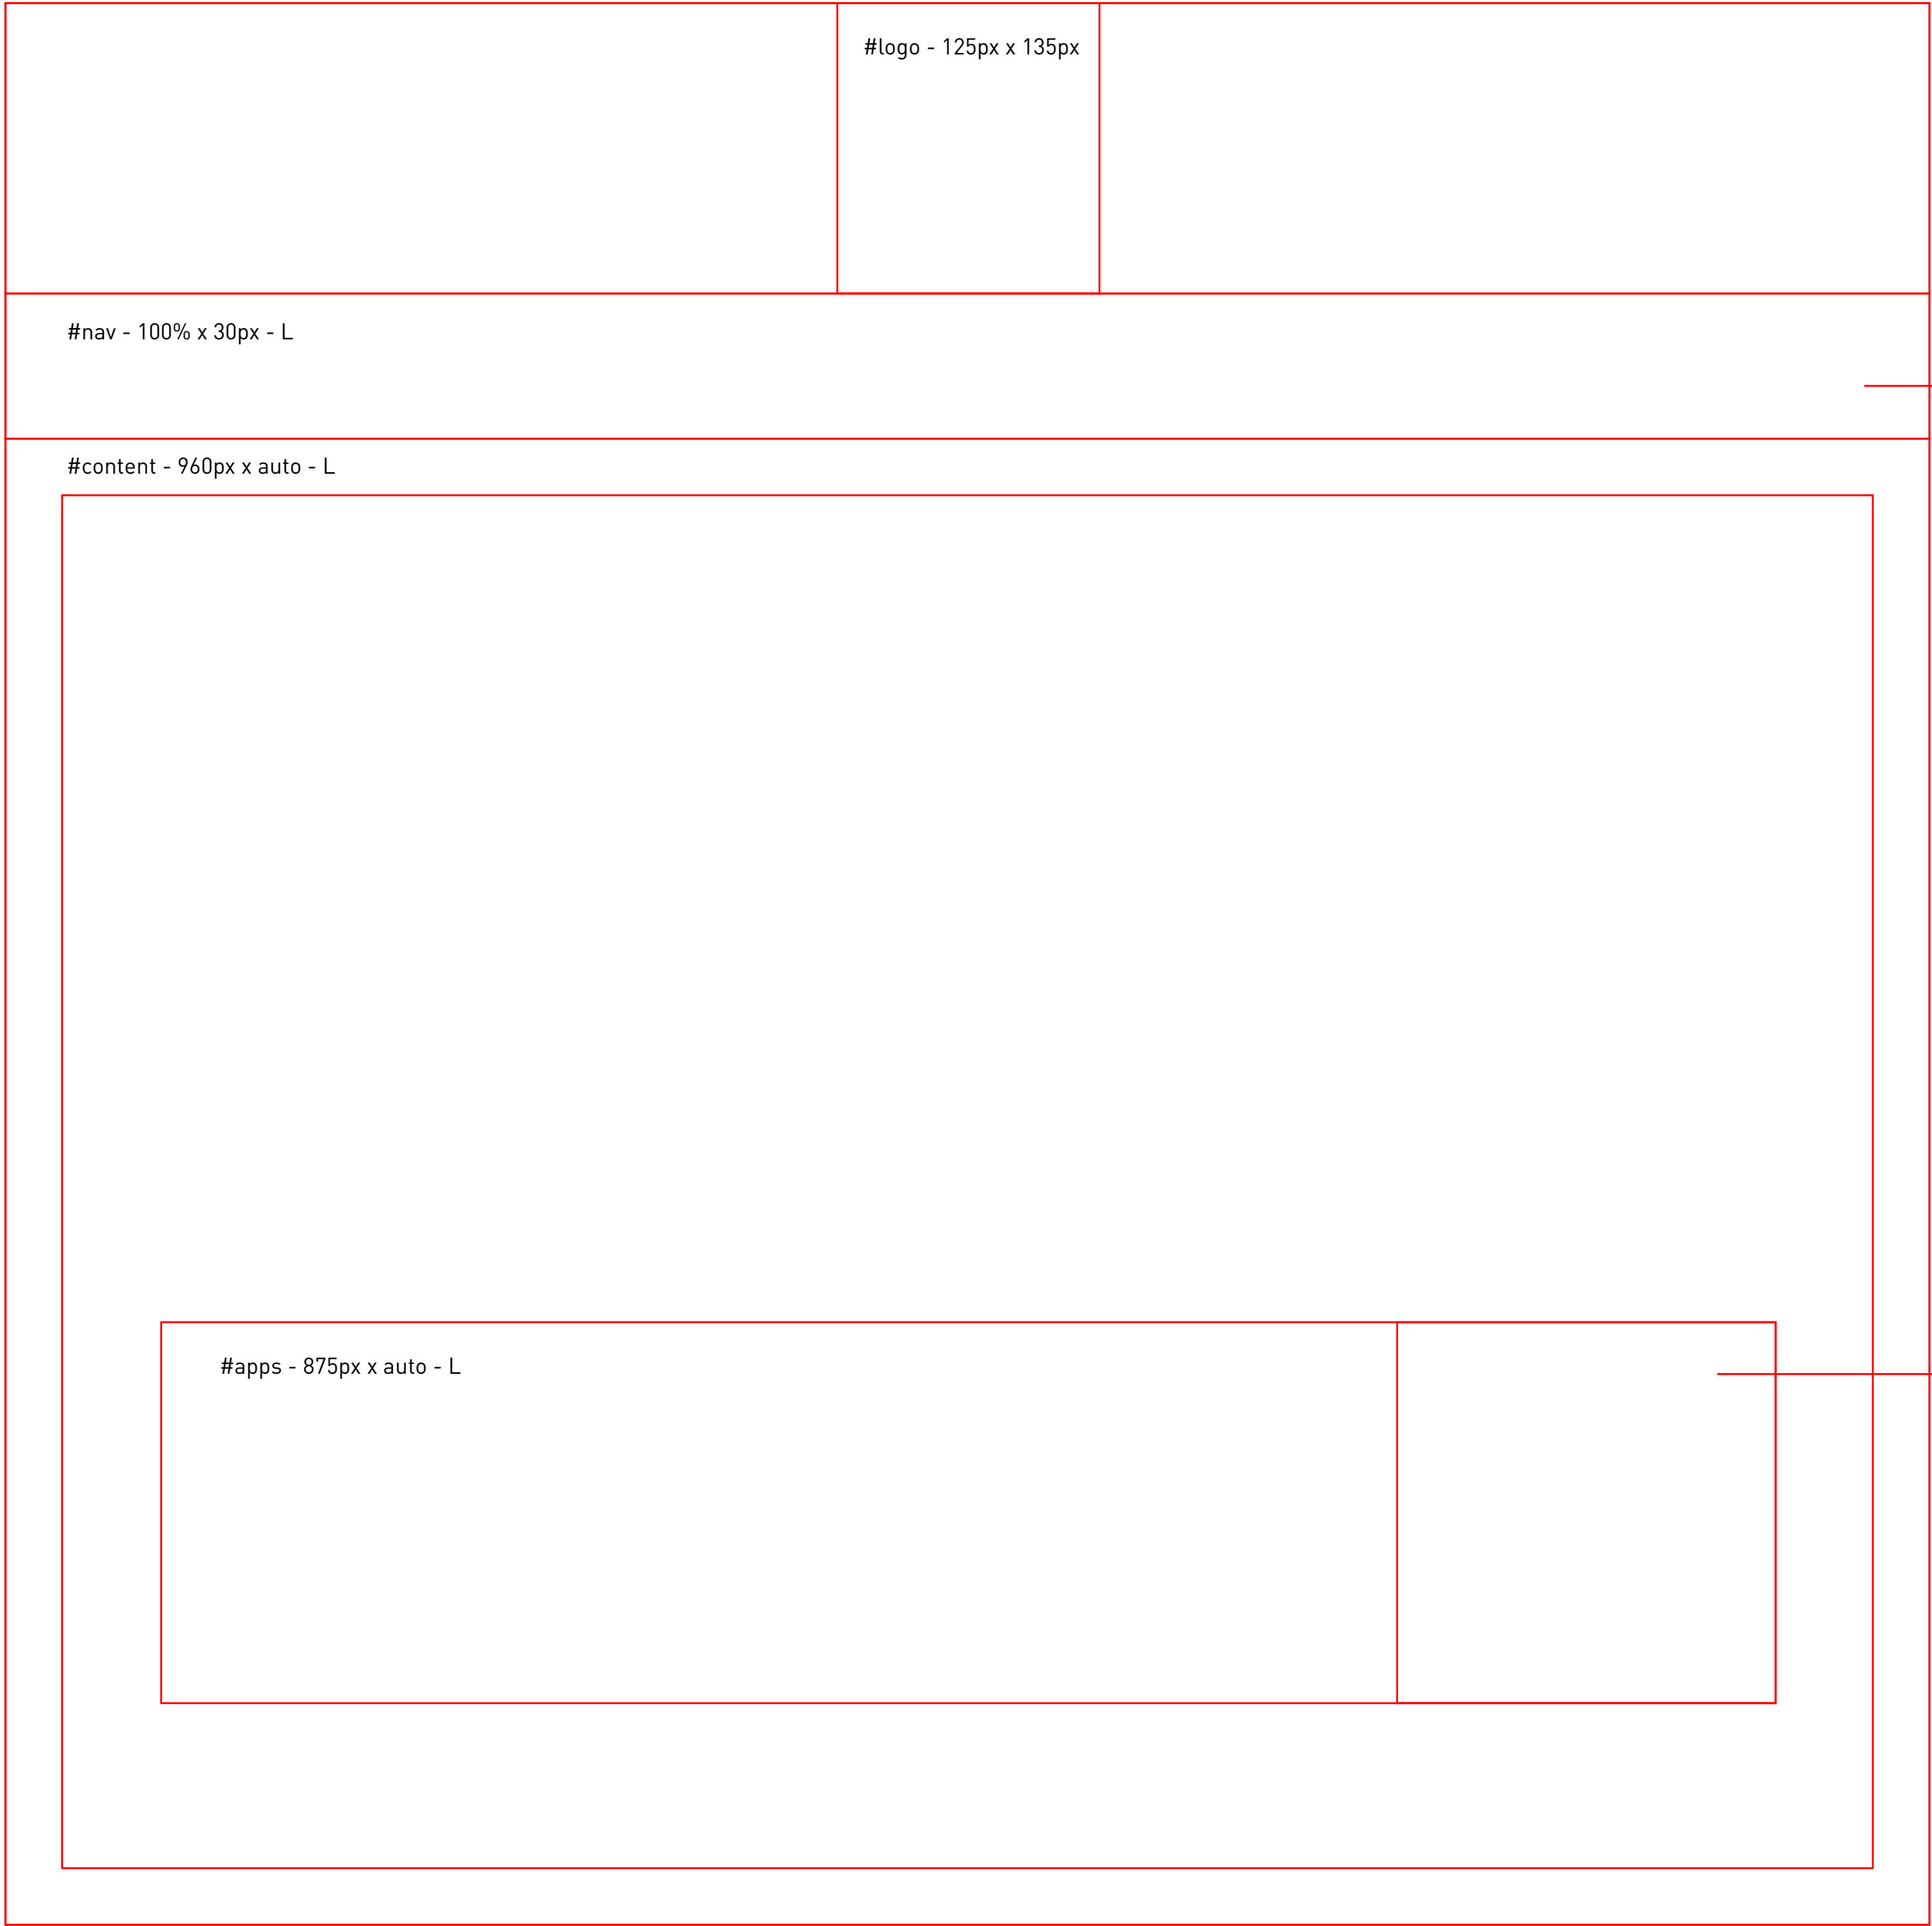 #logo - 125px x 135px
#nav - 100% x 30px - L
#content - 960px x auto - L
#apps - 875px x auto - L